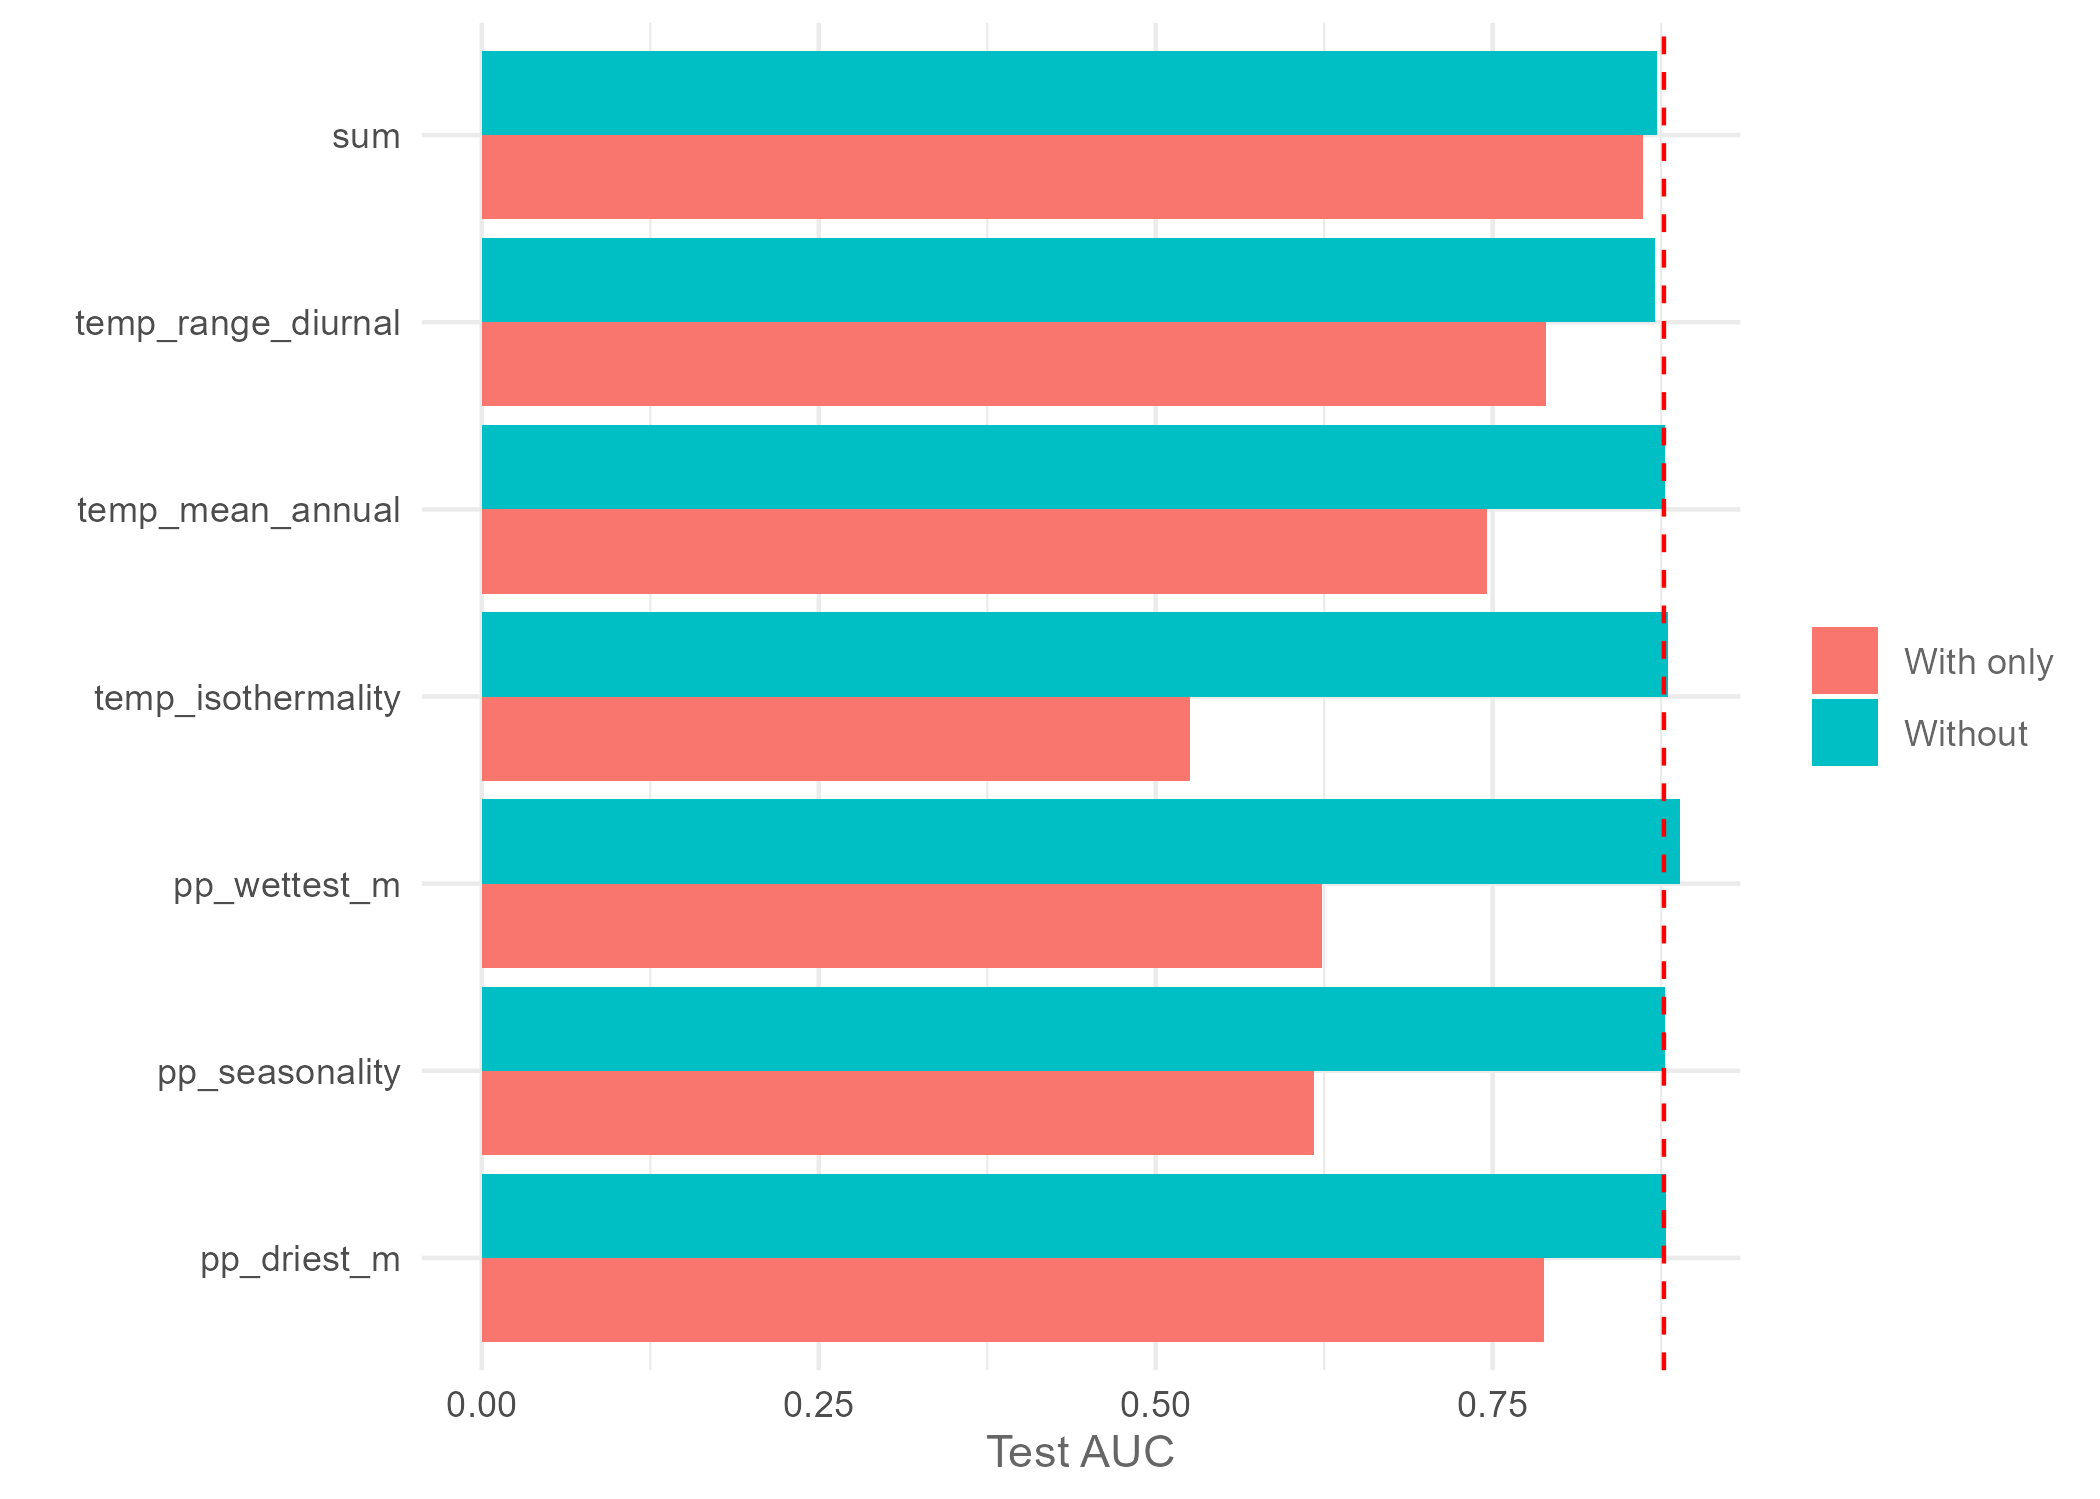 sum
temp_range_diurnal
temp_mean_annual
temp_isothermality
pp_wettest_m
pp_seasonality
pp_driest_m
0.00 0.25 0.50 0.75
Test AUC
With only
Without